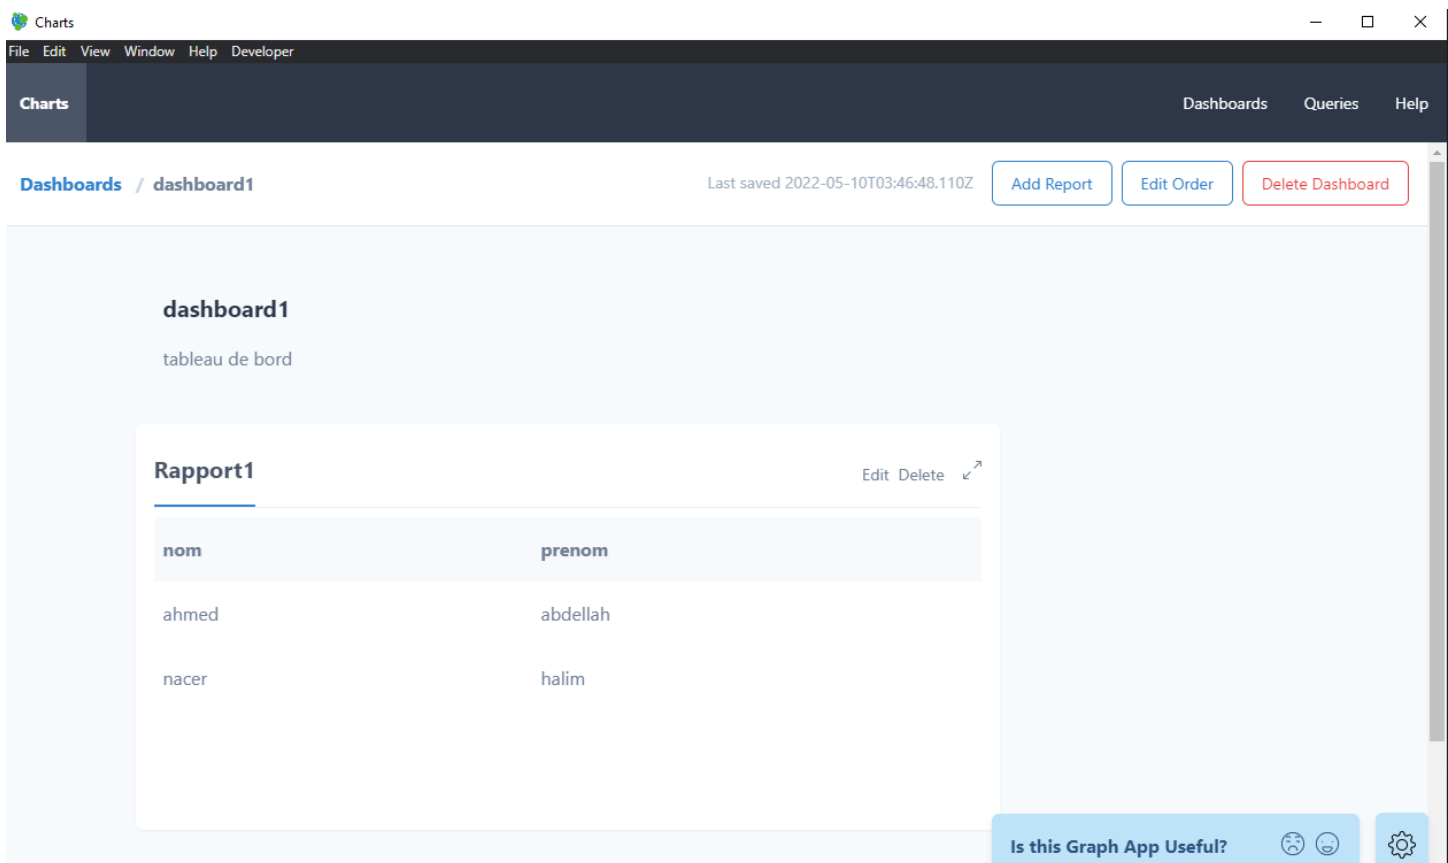 Charts
File Edit View Window Help Developer
Charts Dashboards Queries Help
Dashboards / dashboard1 Last saved 2022-05-10T03:46:48.110Z Add Report Edit Order Delete Dashboard
dashboard1
tableau de bord
Rapport1 Edit Delete
nom prenom
ahmed abdellah
nacer halim
Is this Graph App Useful?